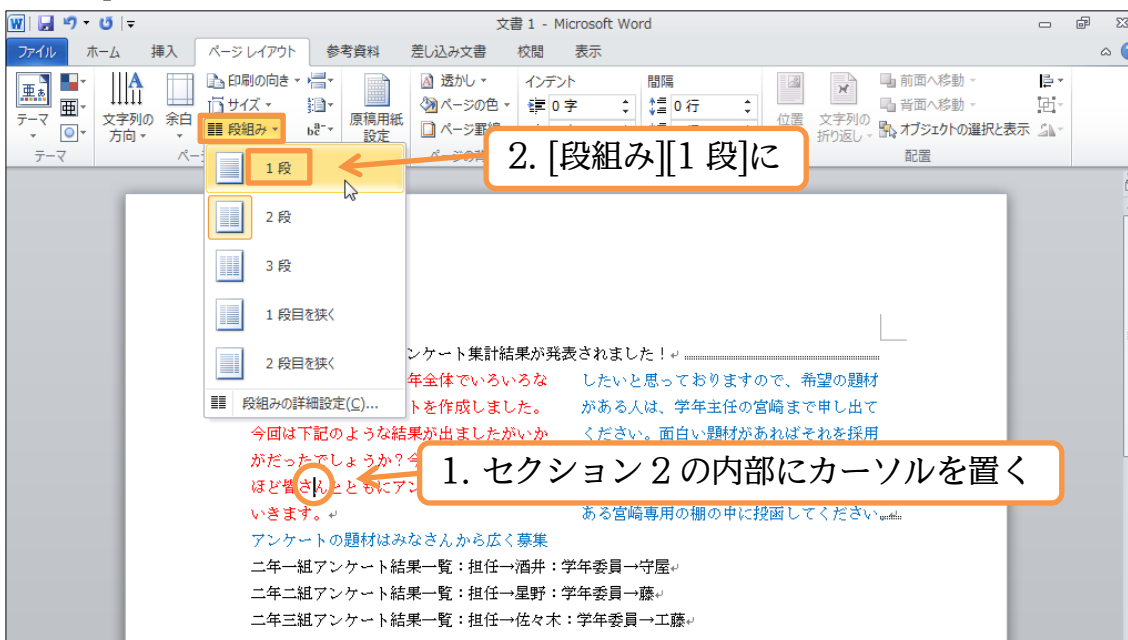 文書 1 - Microsoft Word
ファイル ホーム 挿入 ページ レイアウト 参考資料 差し込み文書 校閲 表示
テーマ
文字列の方向
余白
印刷の向き
サイズ
段組み
原稿用紙設定
透かし
ページの色
ページ罫線
インデント
0 字
間隔
0 行
位置
文字列の折り返し
前面へ移動
背面へ移動
オブジェクトの選択と表示
テーマ
配置
1 段
2 段
3 段
1 段目を狭く
2 段目を狭く
段組みの詳細設定(C)...
2. [段組み][1 段]に
1. セクション 2 の内部にカーソルを置く
ンケート集計結果が発表されました！
年全体でいろいろな
トを作成しました。
今回は下記のような結果が出ましたがいか
がだったでしょうか？
ほど皆さんとともにア
いきます。
アンケートの題材はみなさんから広く募集
したいと思っておりますので、希望の題材
がある人は、学年主任の宮崎まで申し出て
ください。面白い題材があればそれを採用
ある宮崎専用の棚の中に投函してください
二年一組アンケート結果一覧：担任→酒井：学年委員→守屋
二年二組アンケート結果一覧：担任→星野：学年委員→藤
二年三組アンケート結果一覧：担任→佐々木：学年委員→工藤